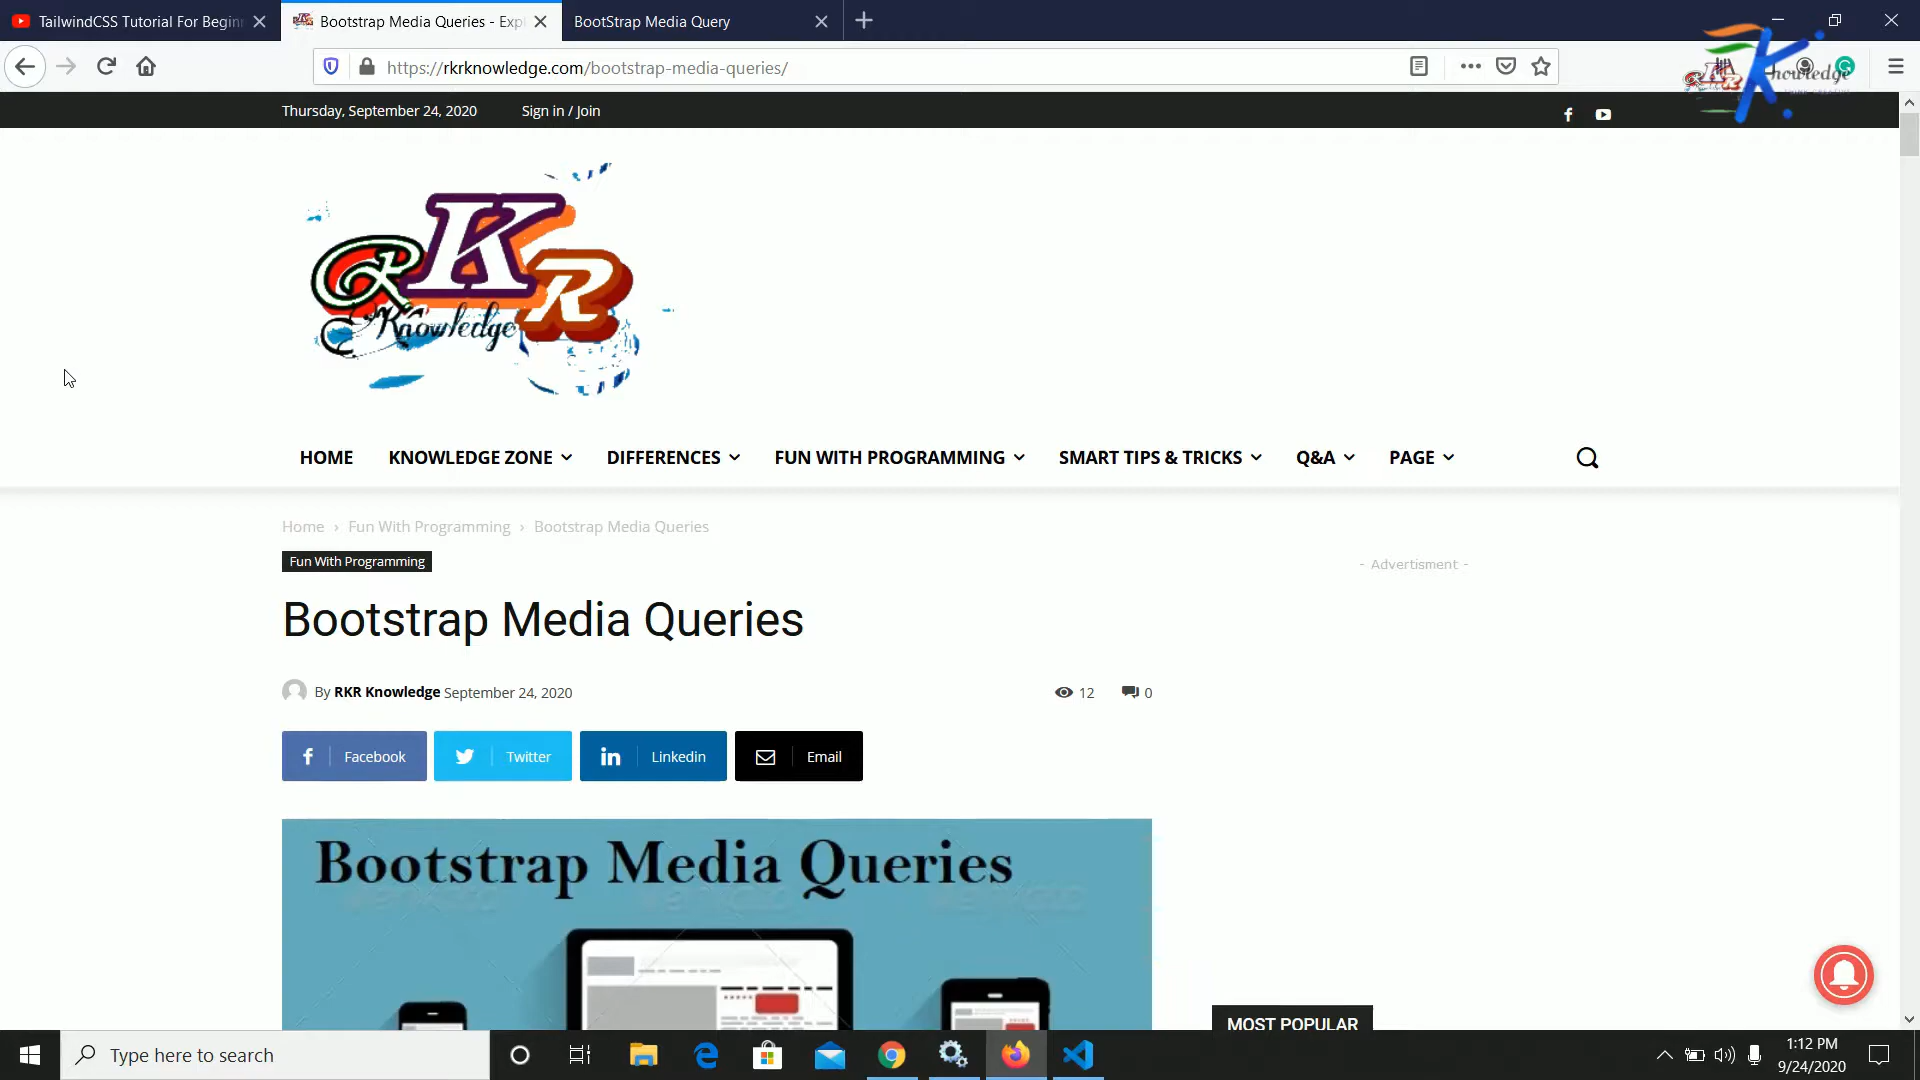 TailwindCSS Tutorial For Begin
Bootstrap Media Queries - Exp
BootStrap Media Query
https://rkrknowledge.com/bootstrap-media-queries/
Knowledge
Thursday, September 24, 2020
Sign in / Join
RKR
Knowledge
HOME
KNOWLEDGE ZONE
DIFFERENCES
FUN WITH PROGRAMMING
SMART TIPS & TRICKS
Q&A
PAGE
Home › Fun With Programming › Bootstrap Media Queries
- Advertisment -
Fun With Programming
Bootstrap Media Queries
By RKR Knowledge September 24, 2020
12
0
Facebook
Twitter
Linkedin
Email
Bootstrap Media Queries
MOST POPULAR
Type here to search
1:12 PM
9/24/2020